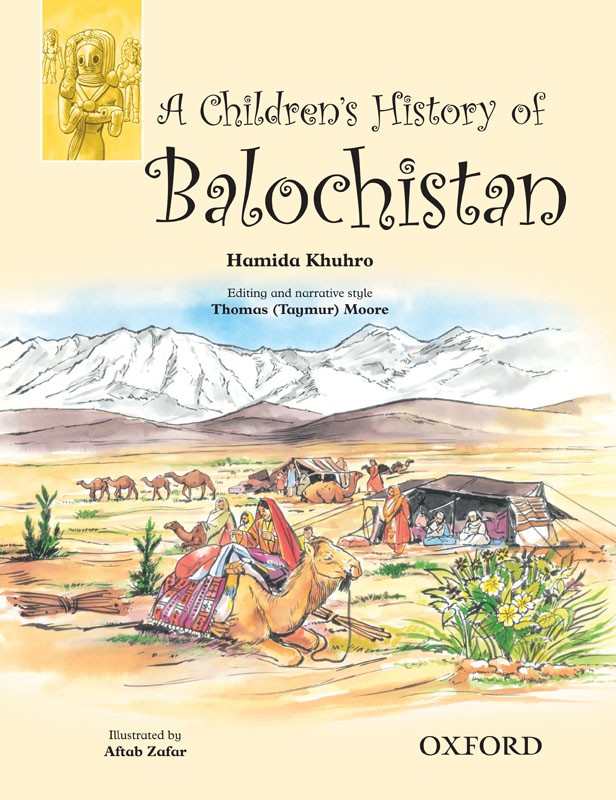 A Children's History of
Balochistan
Hamida Khuhro
Editing and narrative style
Thomas (Taymur) Moore
Illustrated by
Aftab Zafar
OXFORD